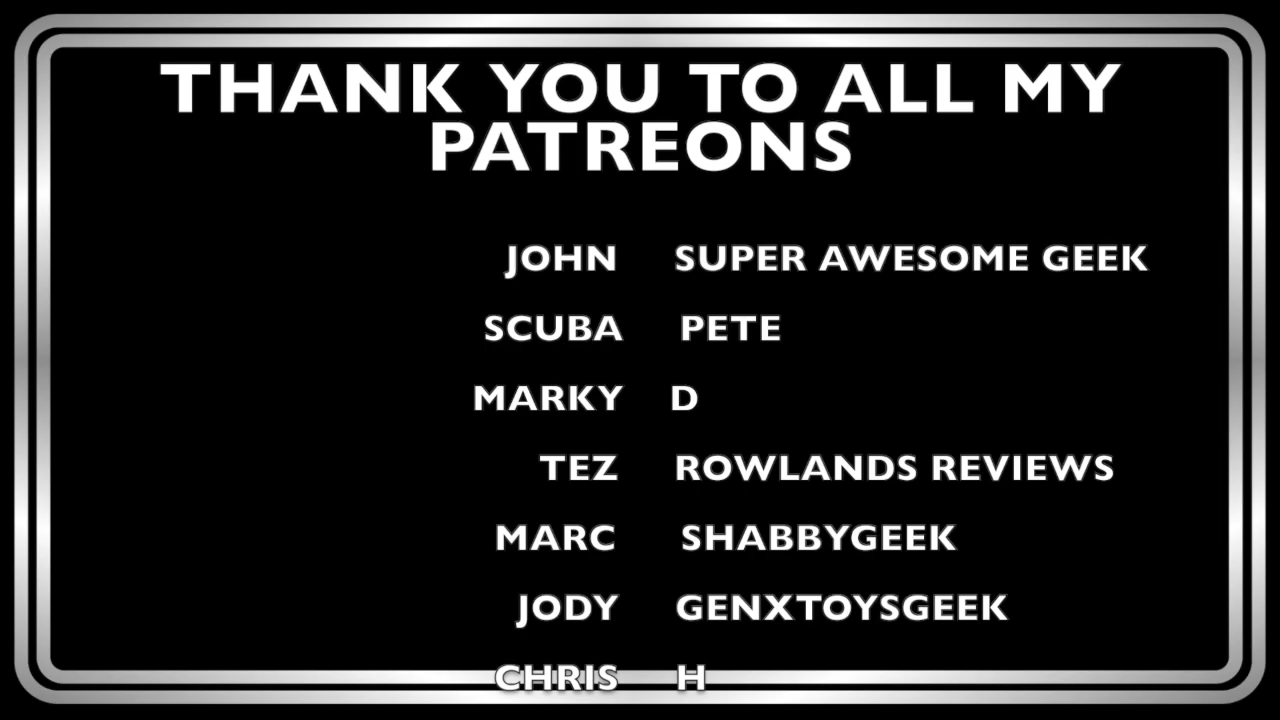 THANK YOU TO ALL MY
PATREONS
JOHN SUPER AWESOME GEEK
SCUBA PETE
MARKY D
TEZ ROWLANDS REVIEWS
MARC SHABBYGEEK
JODY GENXTOYSGEEK
CHRIS H